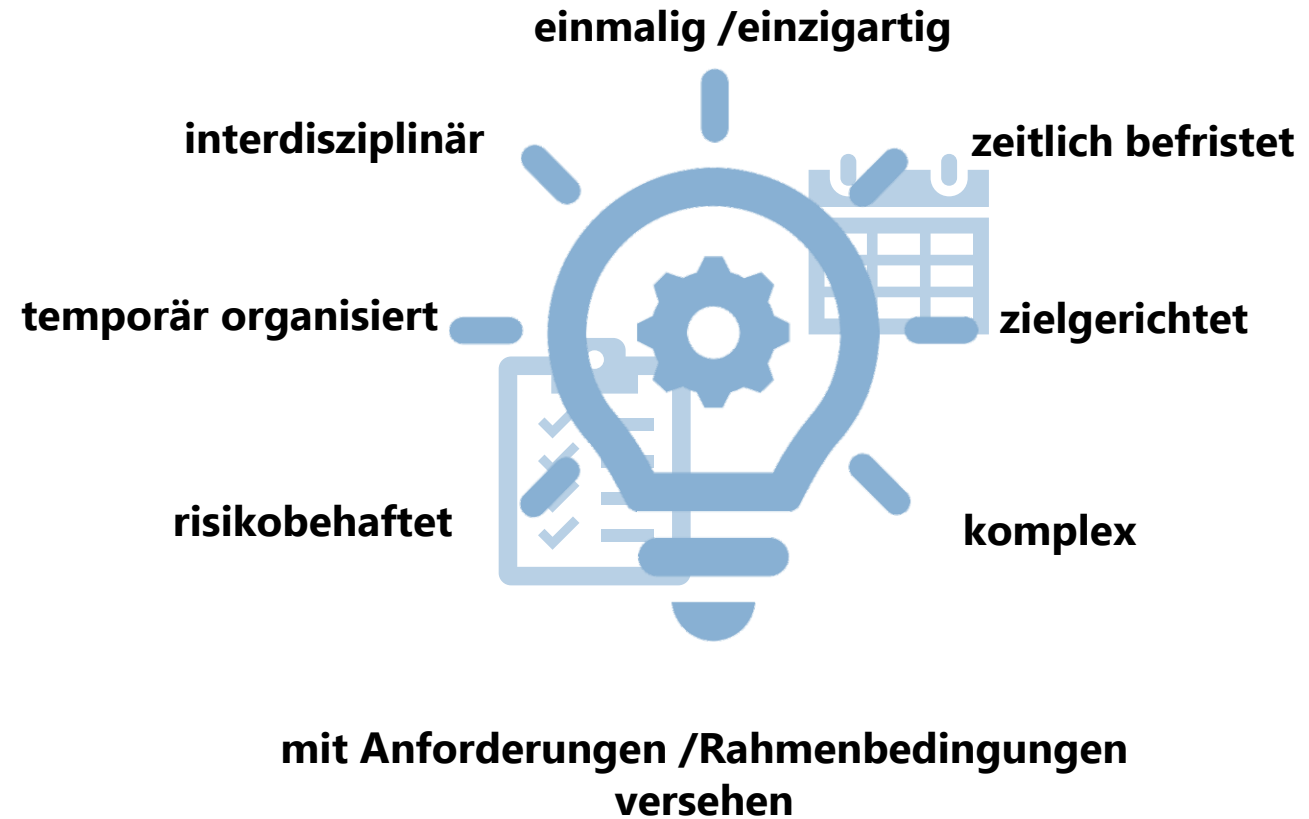 einmalig /einzigartig
interdisziplinär
zeitlich befristet
temporär organisiert
zielgerichtet
risikobehaftet
komplex
mit Anforderungen /Rahmenbedingungen
versehen